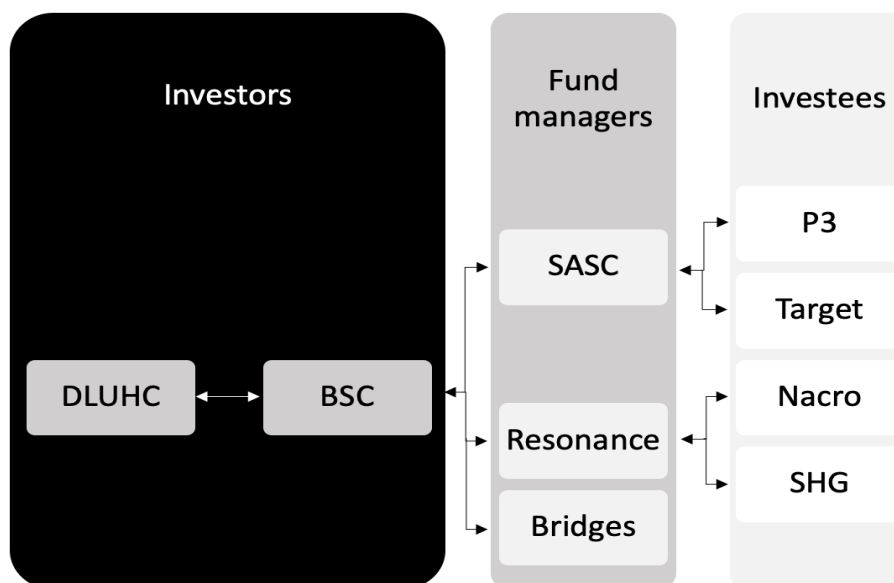 Investors
DLUHC
BSC
Fund
managers
SASC
Resonance
Bridges
Investees
P3
Target
Nacro
SHG